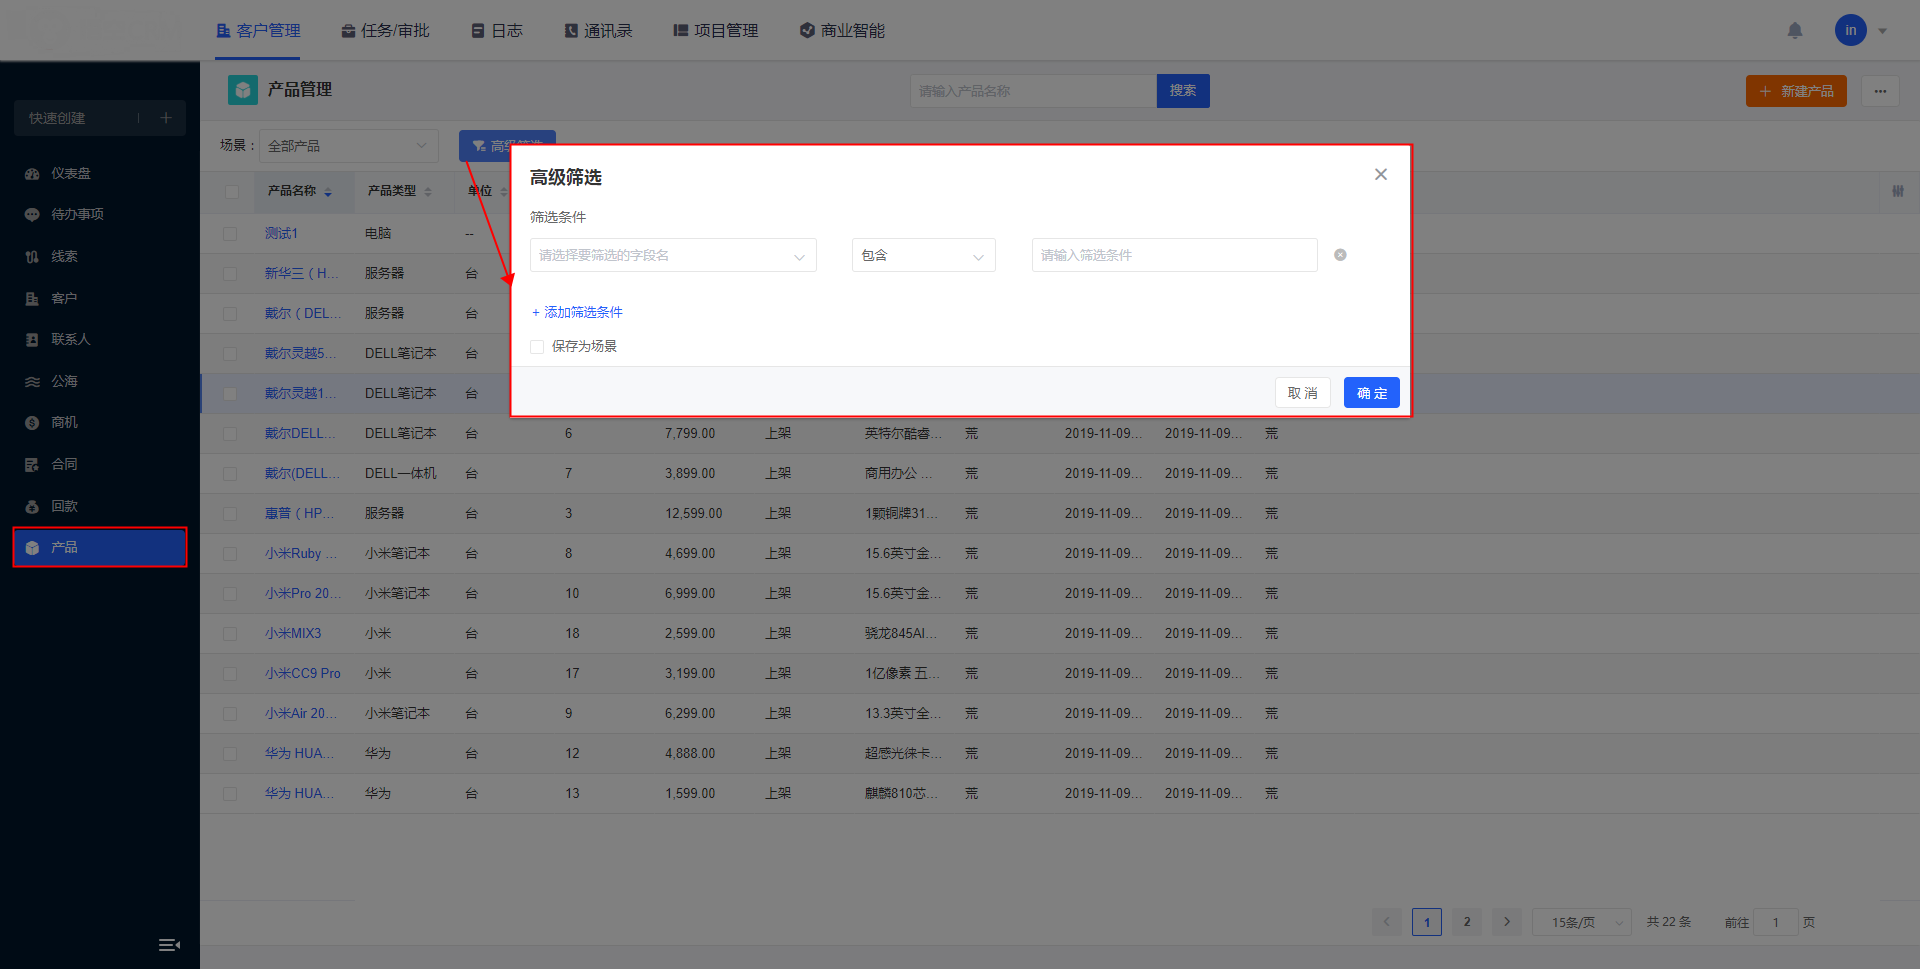 客户管理 任务/审批 日志 通讯录 项目管理 商业智能 in
产品管理 请输入产品名称 搜索 + 新建产品 ...
快速创建 +
场景： 全部产品
产品名称 产品类型 单位
仪表盘
待办事项
线索
客户
联系人
公海
商机
合同
回款
产品
高级筛选
筛选条件
请选择要筛选的字段名 包含 请输入筛选条件
+ 添加筛选条件
保存为场景
取 消 确 定
测试1 电脑 --
新华三（H... 服务器 台
戴尔（DEL... 服务器 台
戴尔灵越5... DELL笔记本 台
戴尔灵越1... DELL笔记本 台
戴尔DELL... DELL笔记本 台 6 7,799.00 上架 英特尔酷睿... 荒 2019-11-09... 2019-11-09... 荒
戴尔(DELL... DELL一体机 台 7 3,899.00 上架 商用办公 ... 荒 2019-11-09... 2019-11-09... 荒
惠普（HP... 服务器 台 3 12,599.00 上架 1颗铜牌31... 荒 2019-11-09... 2019-11-09... 荒
小米Ruby ... 小米笔记本 台 8 4,699.00 上架 15.6英寸金... 荒 2019-11-09... 2019-11-09... 荒
小米Pro 20... 小米笔记本 台 10 6,999.00 上架 15.6英寸金... 荒 2019-11-09... 2019-11-09... 荒
小米MIX3 小米 台 18 2,599.00 上架 骁龙845AI... 荒 2019-11-09... 2019-11-09... 荒
小米CC9 Pro 小米 台 17 3,199.00 上架 1亿像素 五... 荒 2019-11-09... 2019-11-09... 荒
小米Air 20... 小米笔记本 台 9 6,299.00 上架 13.3英寸全... 荒 2019-11-09... 2019-11-09... 荒
华为 HUA... 华为 台 12 4,888.00 上架 超感光徕卡... 荒 2019-11-09... 2019-11-09... 荒
华为 HUA... 华为 台 13 1,599.00 上架 麒麟810芯... 荒 2019-11-09... 2019-11-09... 荒
1 2 15条/页 共 22 条 前往 1 页